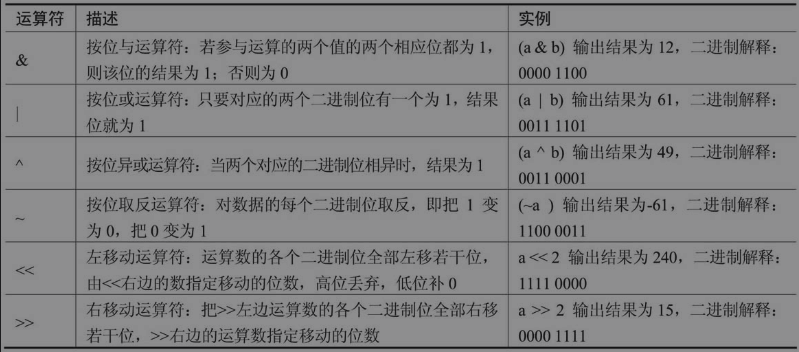 运算符 描述 实例
& 按位与运算符：若参与运算的两个值的两个相应位都为 1，
则该位的结果为 1；否则为 0
(a & b) 输出结果为 12，二进制解释：
0000 1100
| 按位或运算符：只要对应的两个二进制位有一个为 1，结果
位就为 1
(a | b) 输出结果为 61，二进制解释：
0011 1101
^ 按位异或运算符：当两个对应的二进制位相异时，结果为 1
(a ^ b) 输出结果为 49，二进制解释：
0011 0001
~ 按位取反运算符：对数据的每个二进制位取反，即把 1 变
为 0，把 0 变为 1
(~a ) 输出结果为-61，二进制解释：
1100 0011
<< 左移动运算符：运算数的各个二进制位全部左移若干位，
由<<右边的数指定移动的位数，高位丢弃，低位补 0
a << 2 输出结果为 240，二进制解释：
1111 0000
>> 右移动运算符：把>>左边运算数的各个二进制位全部右移
若干位，>>右边的运算数指定移动的位数
a >> 2 输出结果为 15，二进制解释：
0000 1111